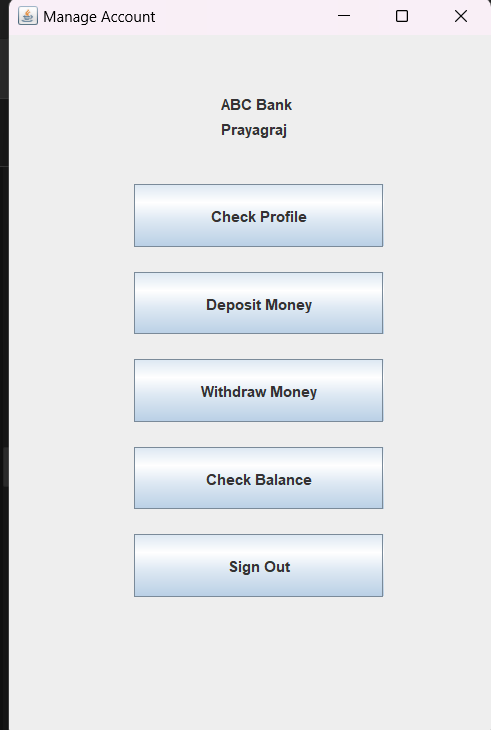 Manage Account
ABC Bank
Prayagraj
Check Profile
Deposit Money
Withdraw Money
Check Balance
Sign Out